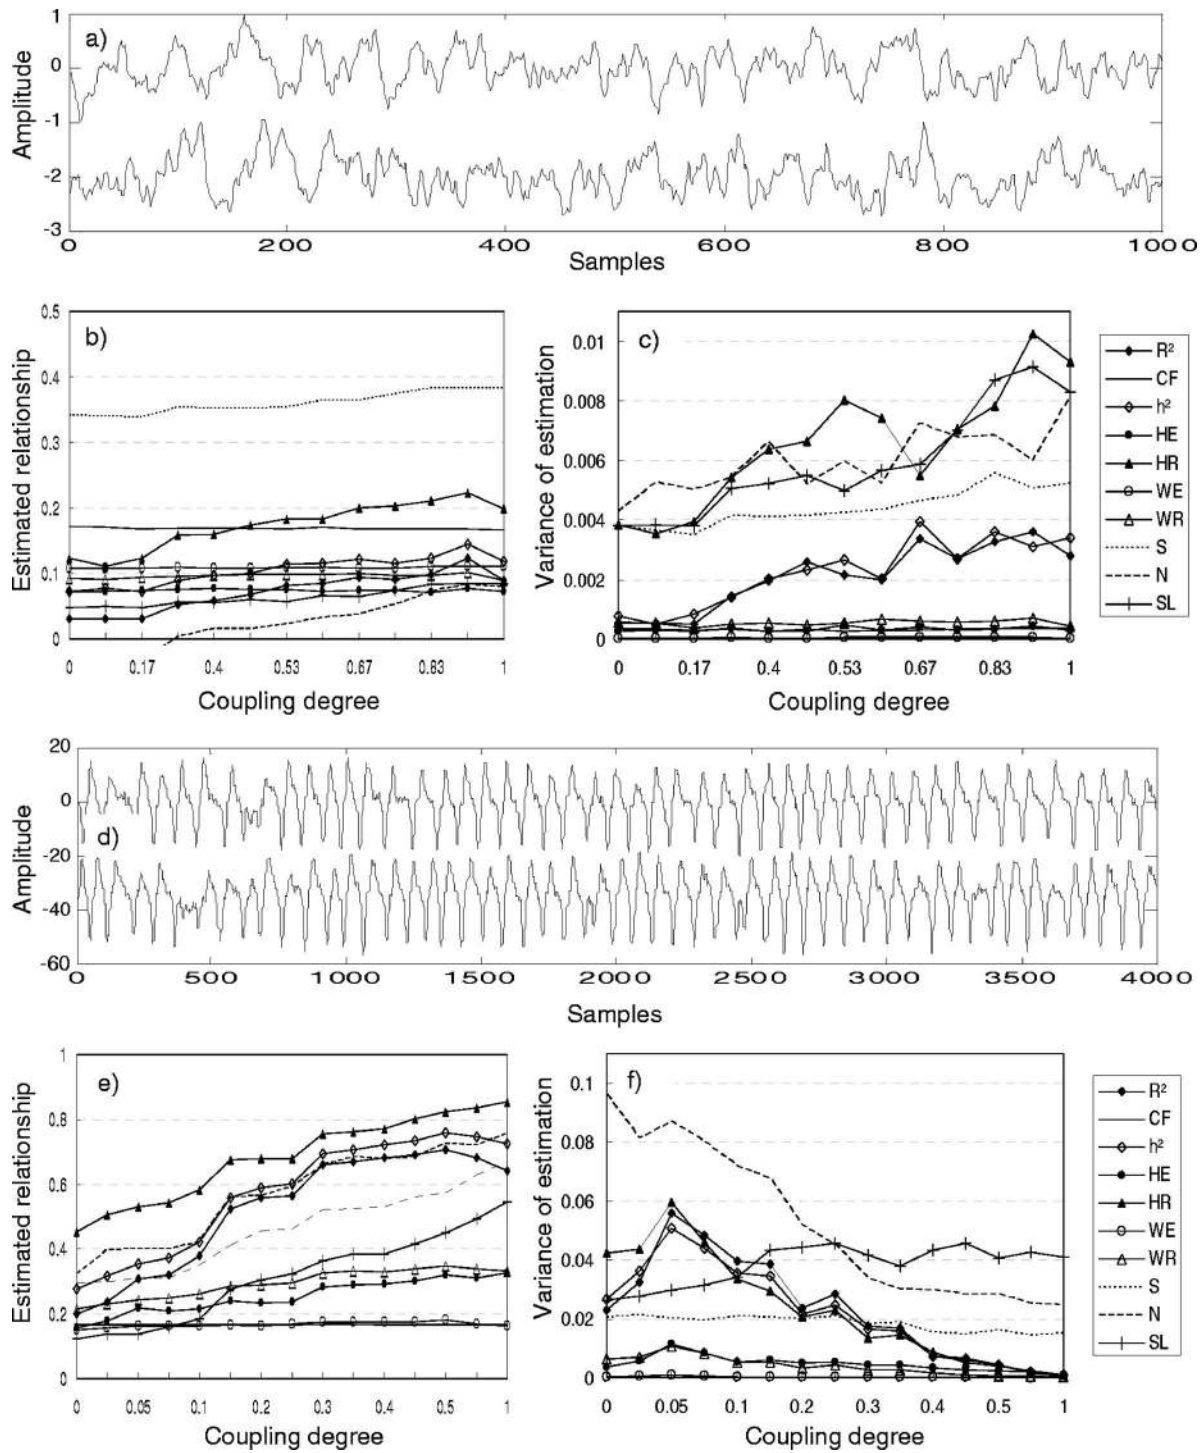 a)
Amplitude
1
0
-1
-2
-3
0 200 400 600 800 1000
Samples
b)
Estimated relationship
0.5
0.4
0.3
0.2
0.1
0
0 0.17 0.4 0.53 0.67 0.83 1
Coupling degree
c)
Variance of estimation
0.01
0.008
0.006
0.004
0.002
0
0 0.17 0.4 0.53 0.67 0.83 1
Coupling degree
R²
CF
h²
HE
HR
WE
WR
S
N
SL
d)
Amplitude
20
0
-20
-40
-60
0 500 1000 1500 2000 2500 3000 3500 4000
Samples
e)
Estimated relationship
1
0.8
0.6
0.4
0.2
0
0 0.05 0.1 0.2 0.3 0.4 0.5 1
Coupling degree
f)
Variance of estimation
0.1
0.08
0.06
0.04
0.02
0
0 0.05 0.1 0.2 0.3 0.4 0.5 1
Coupling degree
R²
CF
h²
HE
HR
WE
WR
S
N
SL